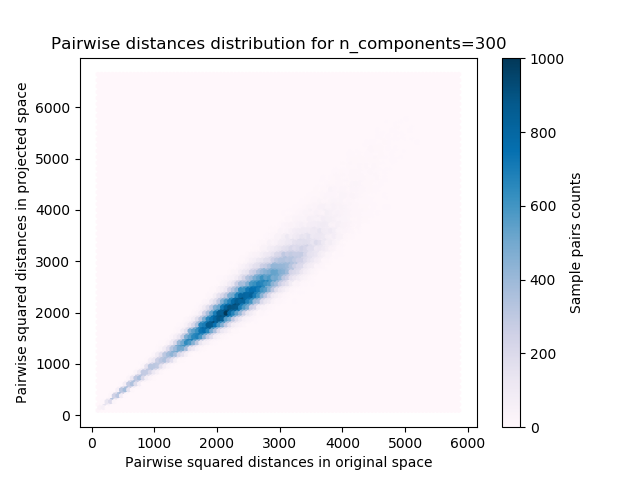 Pairwise distances distribution for n_components=300
Pairwise squared distances in projected space
6000
5000
4000
3000
2000
1000
0
0 1000 2000 3000 4000 5000 6000
Pairwise squared distances in original space
1000
800
600
400
200
0
Sample pairs counts